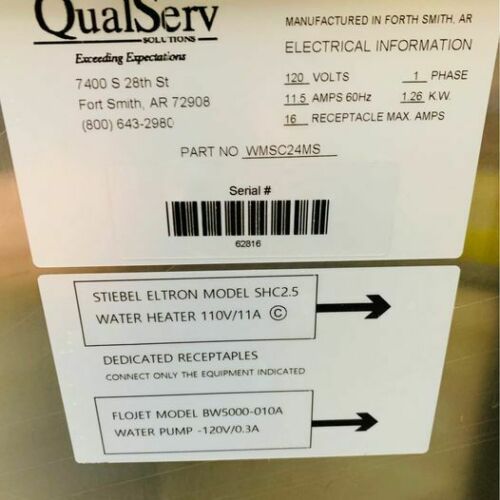 QualServ
SOLUTIONS
Exceeding Expectations
7400 S 28th St
Fort Smith, AR 72908
(800) 643-2980
MANUFACTURED IN FORTH SMITH, AR
ELECTRICAL INFORMATION
120 VOLTS 1 PHASE
11.5 AMPS 60Hz 1.26 K.W.
16 RECEPTACLE MAX. AMPS
PART NO WMSC24MS
Serial #
62816
STIEBEL ELTRON MODEL SHC2.5
WATER HEATER 110V/11A ©
DEDICATED RECEPTAPLES
CONNECT ONLY THE EQUIPMENT INDICATED
FLOJET MODEL BW5000-010A
WATER PUMP -120V/0.3A